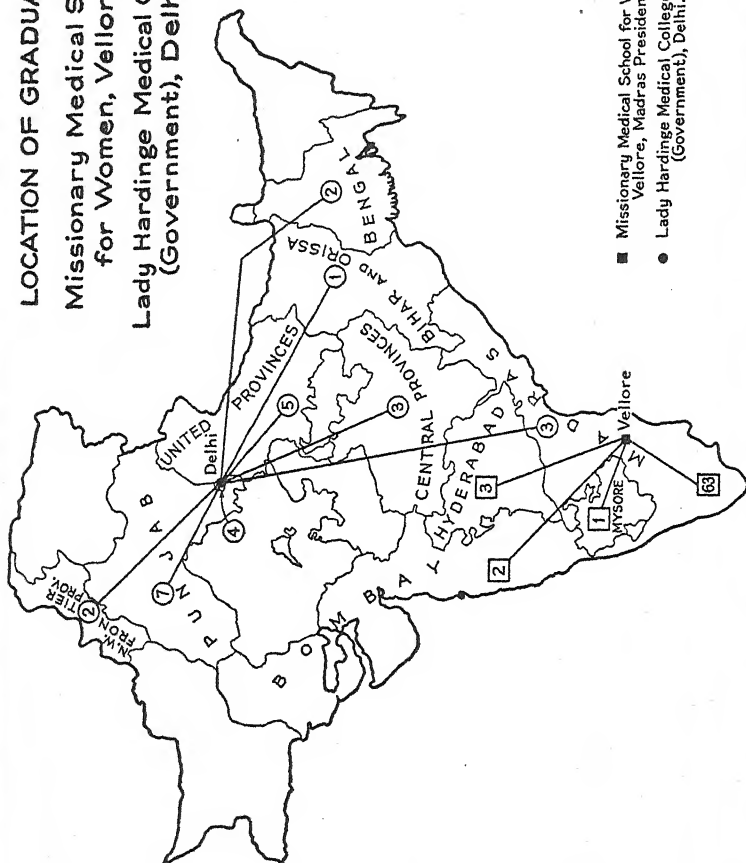 LOCATION OF GRADUA
Missionary Medical S
for Women, Vellor
Lady Hardinge Medical C
(Government), Delh
N.W.
FRONTIER
PROV.
PUNJAB
UNITED
PROVINCES
Delhi
BIHAR AND ORISSA
BENGAL
CENTRAL PROVINCES
BOMBAY
HYDERABAD
MADRAS
MYSORE
Vellore
2
7
4
5
3
1
2
3
3
2
1
63
Missionary Medical School for W
Vellore, Madras Presiden
Lady Hardinge Medical Colleg
(Government), Delhi.